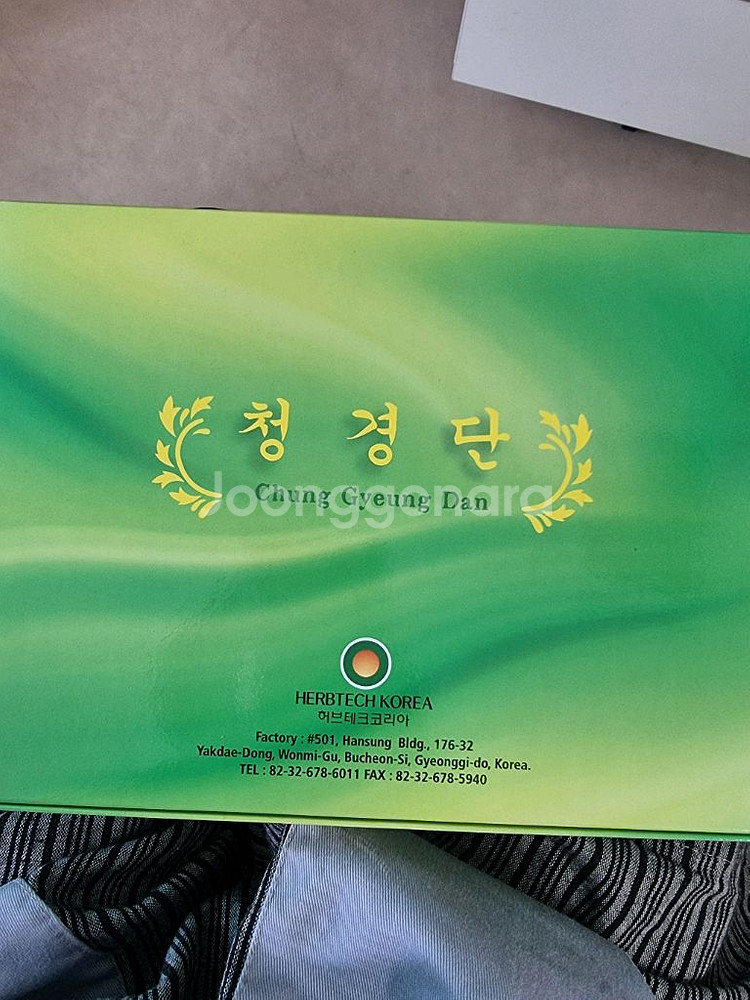 청 경 단
Chung Gyeung Dan
Joonggonara
HERBTECH KOREA
허브테크코리아
Factory : #501, Hansung Bldg., 176-32
Yakdae-Dong, Wonmi-Gu, Bucheon-Si, Gyeonggi-do, Korea.
TEL : 82-32-678-6011 FAX : 82-32-678-5940